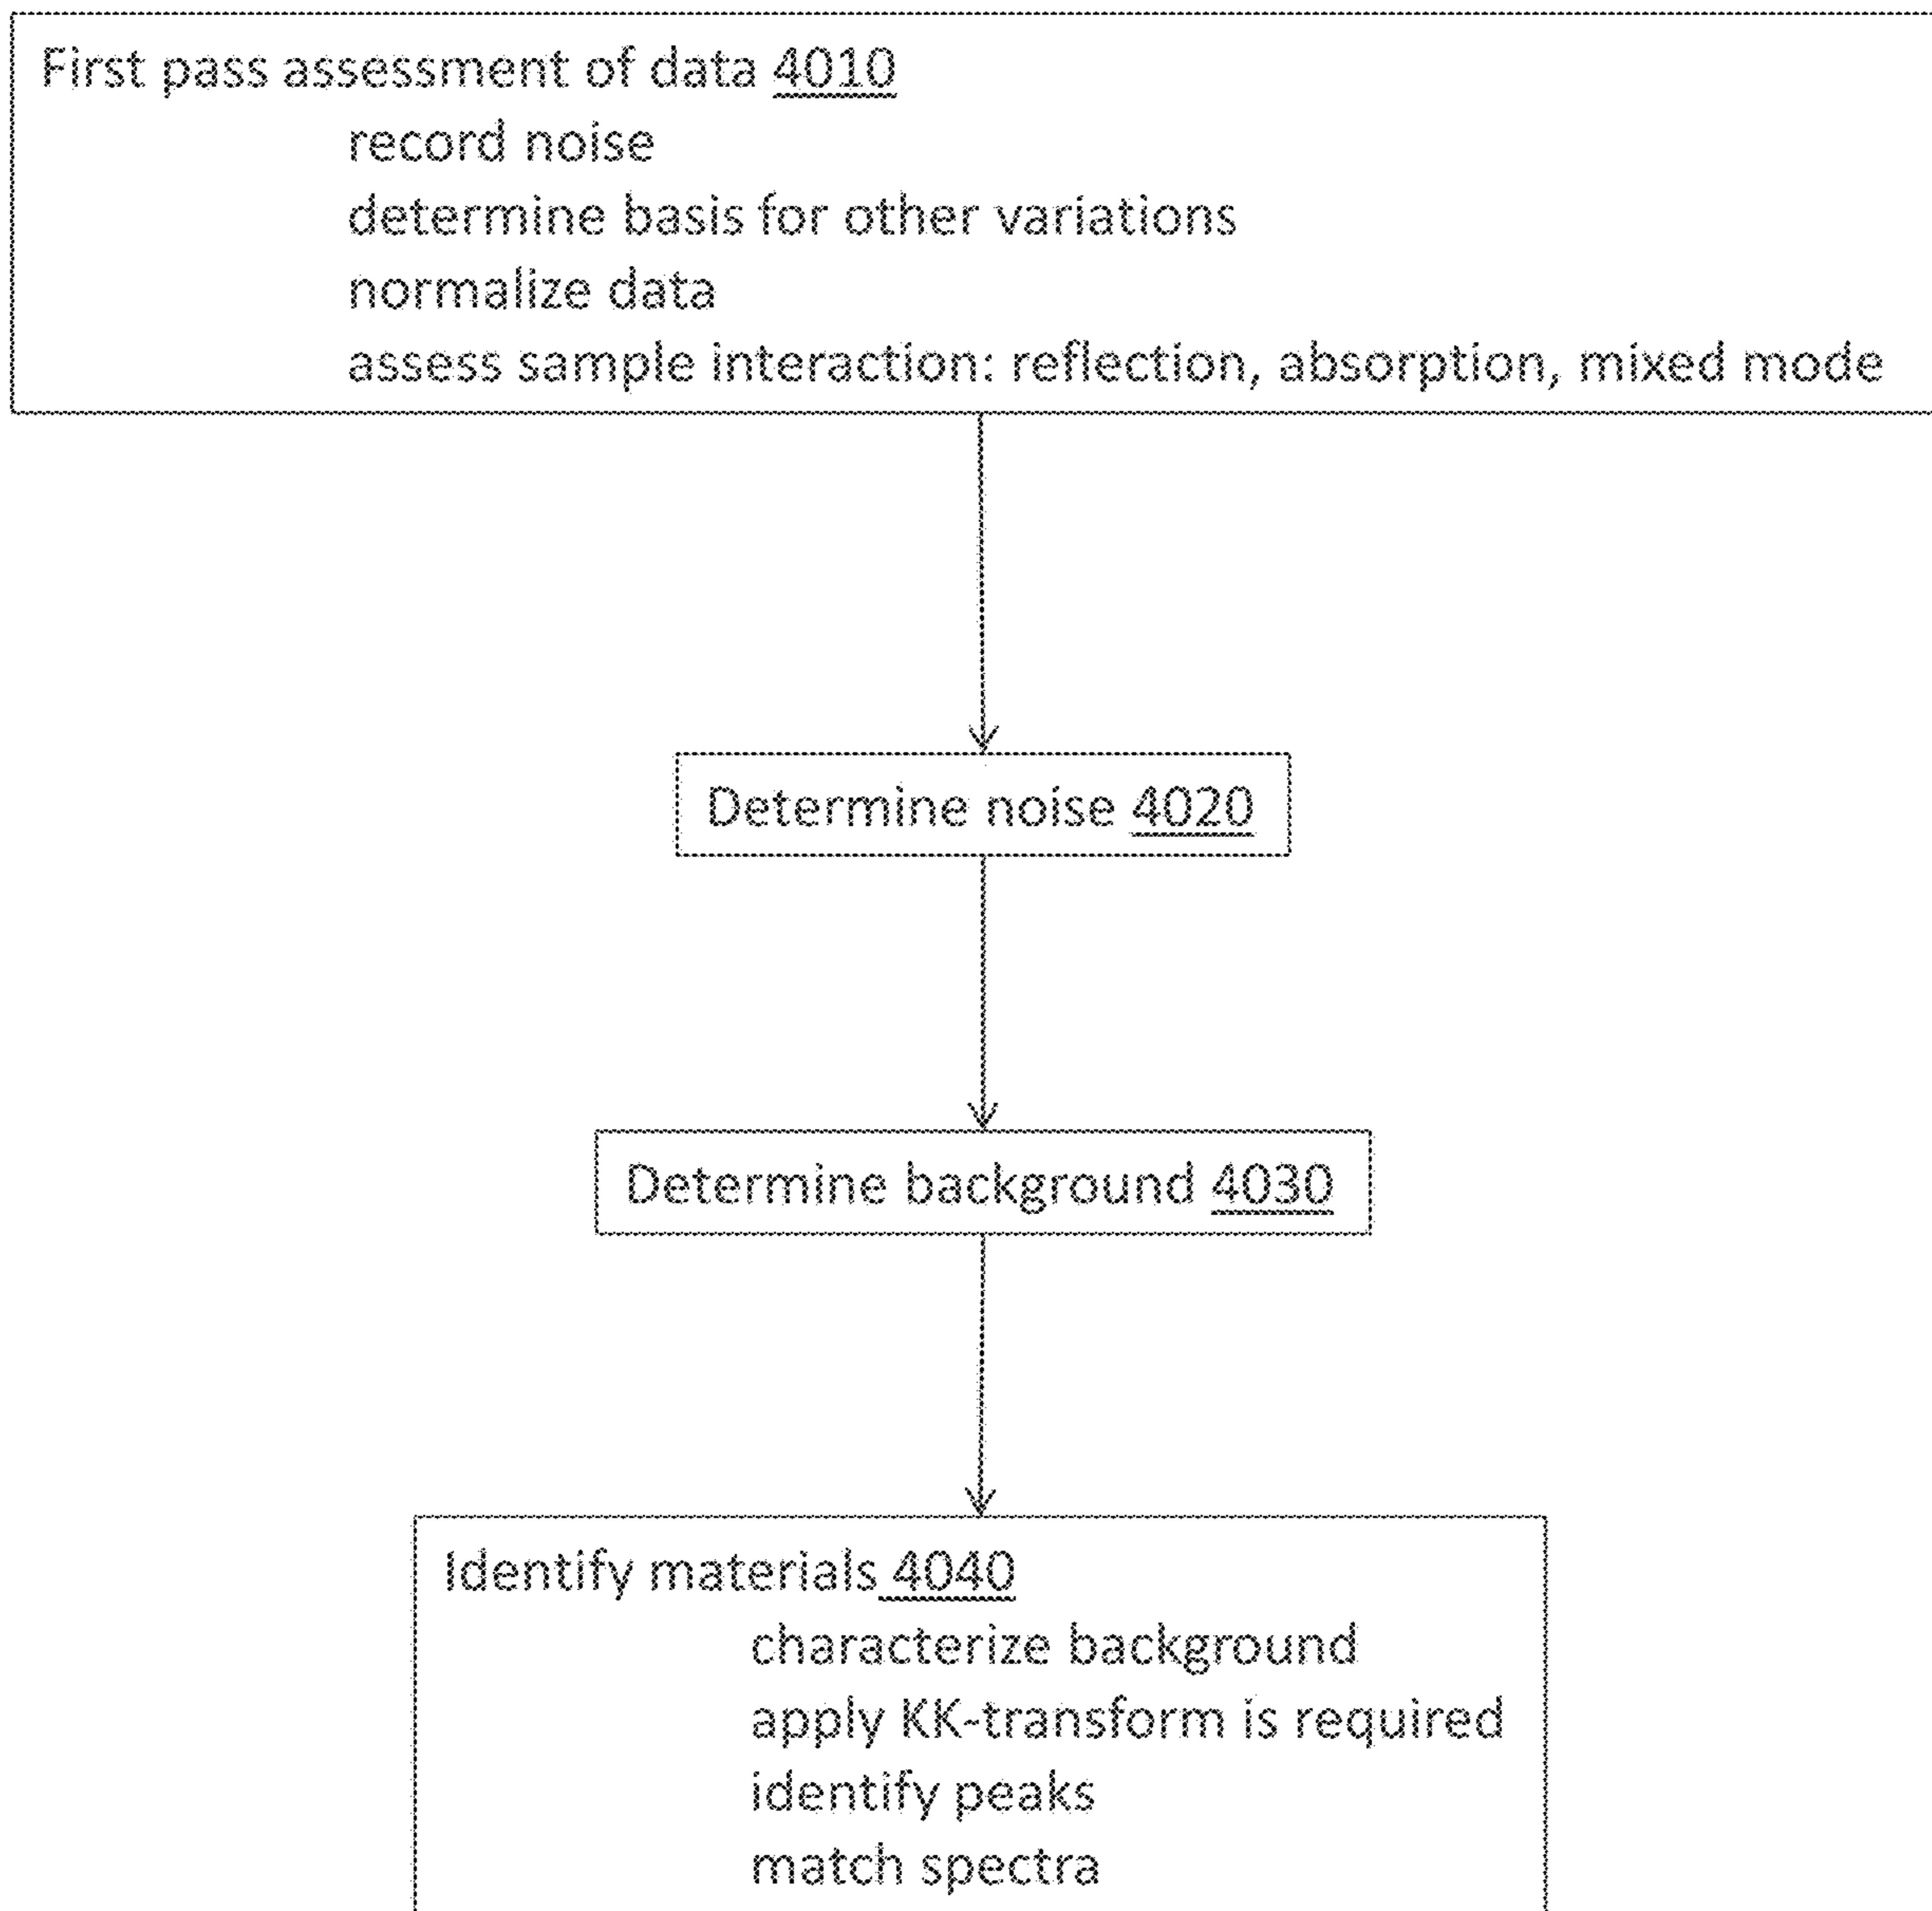 First pass assessment of data 4010
record noise
determine basis for other variations
normalize data
assess sample interaction: reflection, absorption, mixed mode
Determine noise 4020
Determine background 4030
Identify materials 4040
characterize background
apply KK-transform is required
identify peaks
match spectra